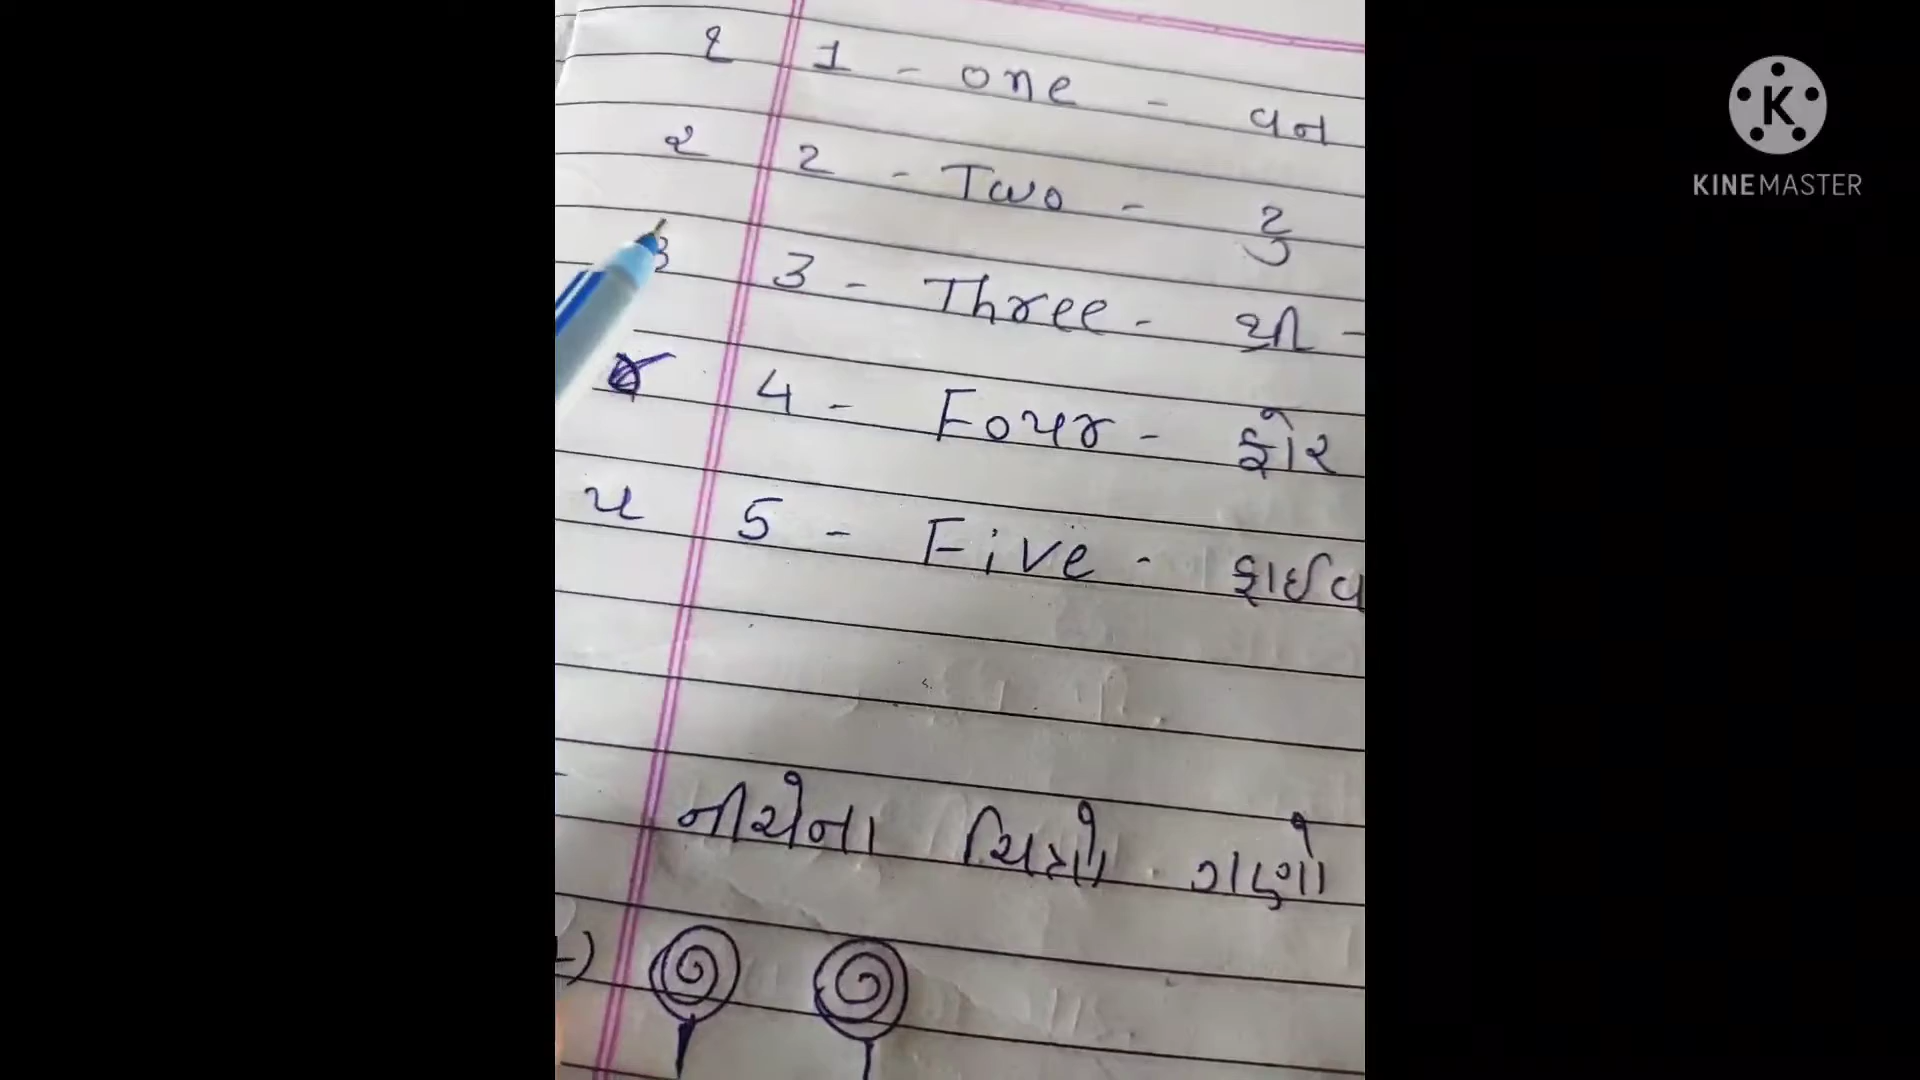 ૧ 1 - one - વન
૨ 2 - Two - ટુ
૩ 3 - Three - થ્રી -
૪ 4 - Four - ફોર
૫ 5 - Five - ફાઈવ
નીચેના ચિત્રો ગણો
KINEMASTER